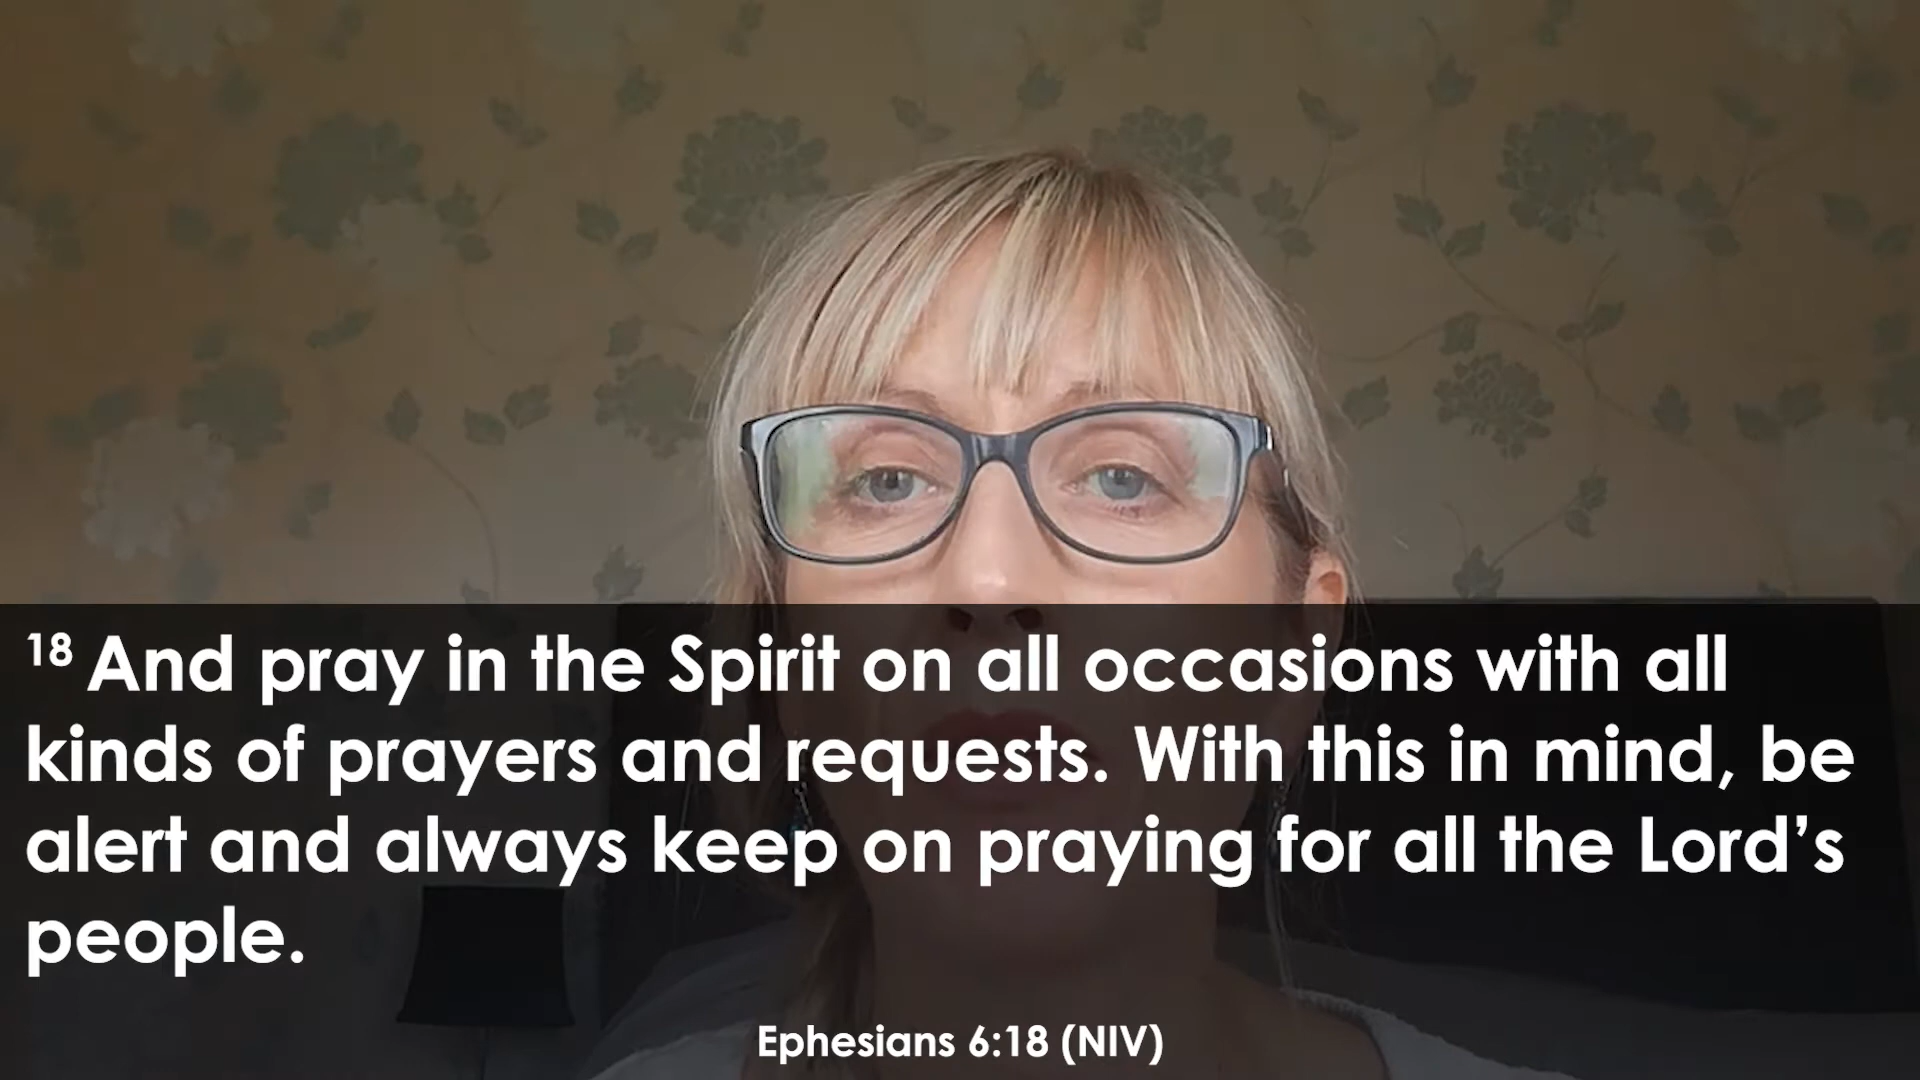 18 And pray in the Spirit on all occasions with all
kinds of prayers and requests. With this in mind, be
alert and always keep on praying for all the Lord’s
people.
Ephesians 6:18 (NIV)